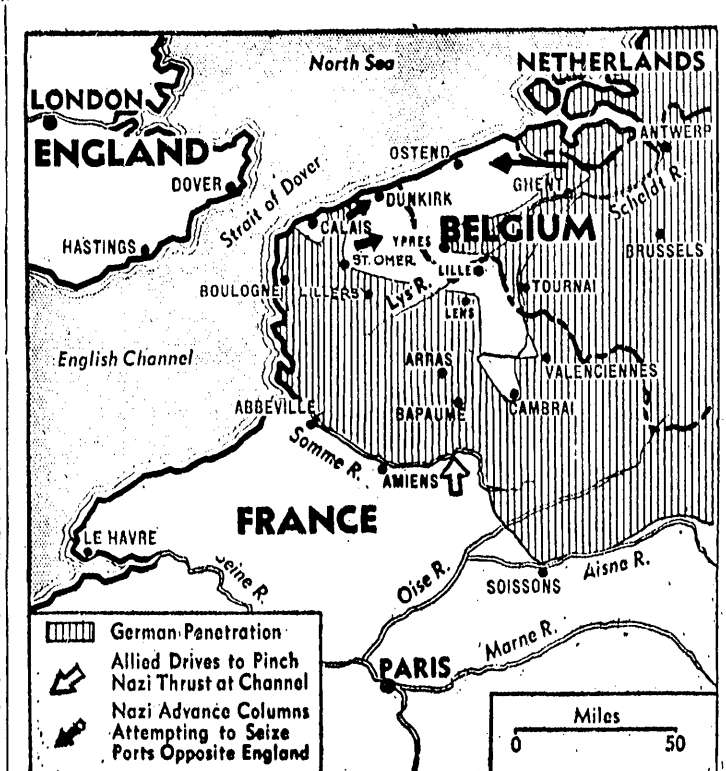 North Sea
NETHERLANDS
LONDON
ENGLAND
ANTWERP
OSTEND
DOVER
GHENT
Scheldt R.
Strait of Dover
DUNKIRK
CALAIS
BELGIUM
HASTINGS
YPRES
BRUSSELS
ST. OMER
LILLE
BOULOGNE
LILLERS
Lys R.
TOURNAI
LENS
English Channel
ARRAS
VALENCIENNES
ABBEVILLE
BAPAUME
CAMBRAI
Somme R.
AMIENS
FRANCE
LE HAVRE
Seine R.
Oise R.
SOISSONS
Aisne R.
German Penetration
Marne R.
Allied Drives to Pinch
Nazi Thrust at Channel
PARIS
Nazi Advance Columns
Attempting to Seize
Ports Opposite England
Miles
0 50